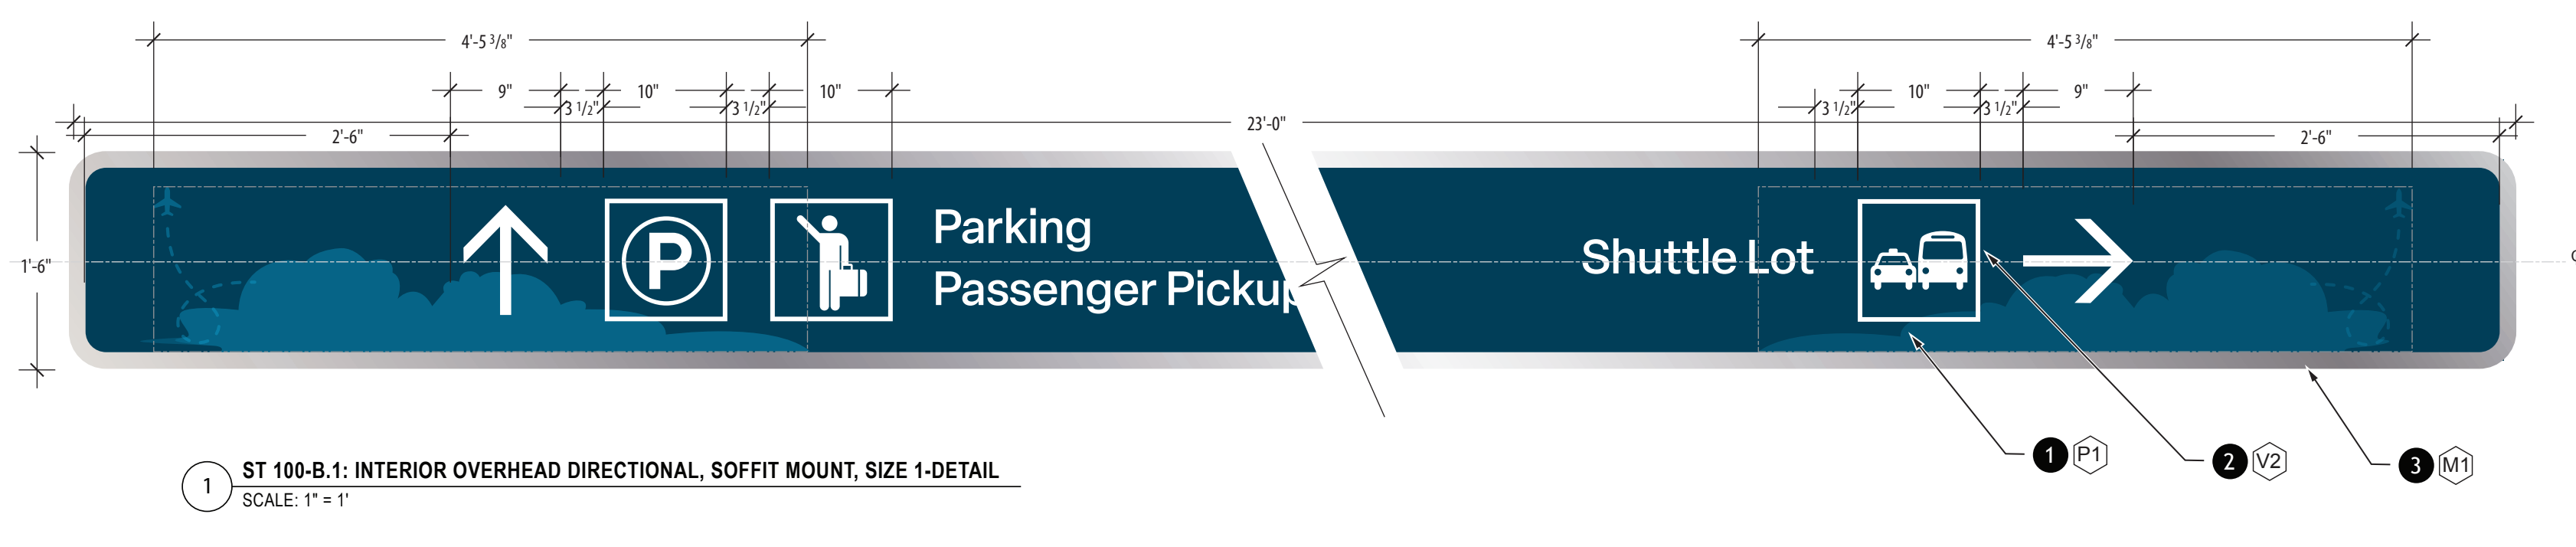 4'-5 3/8"
4'-5 3/8"
9"
10"
10"
10"
9"
3 1/2"
3 1/2"
3 1/2"
3 1/2"
23'-0"
2'-6"
2'-6"
1'-6"
P
Parking
Passenger Pickup
Shuttle Lot
1 P1
2 V2
3 M1
1
ST 100-B.1: INTERIOR OVERHEAD DIRECTIONAL, SOFFIT MOUNT, SIZE 1-DETAIL
SCALE: 1" = 1'